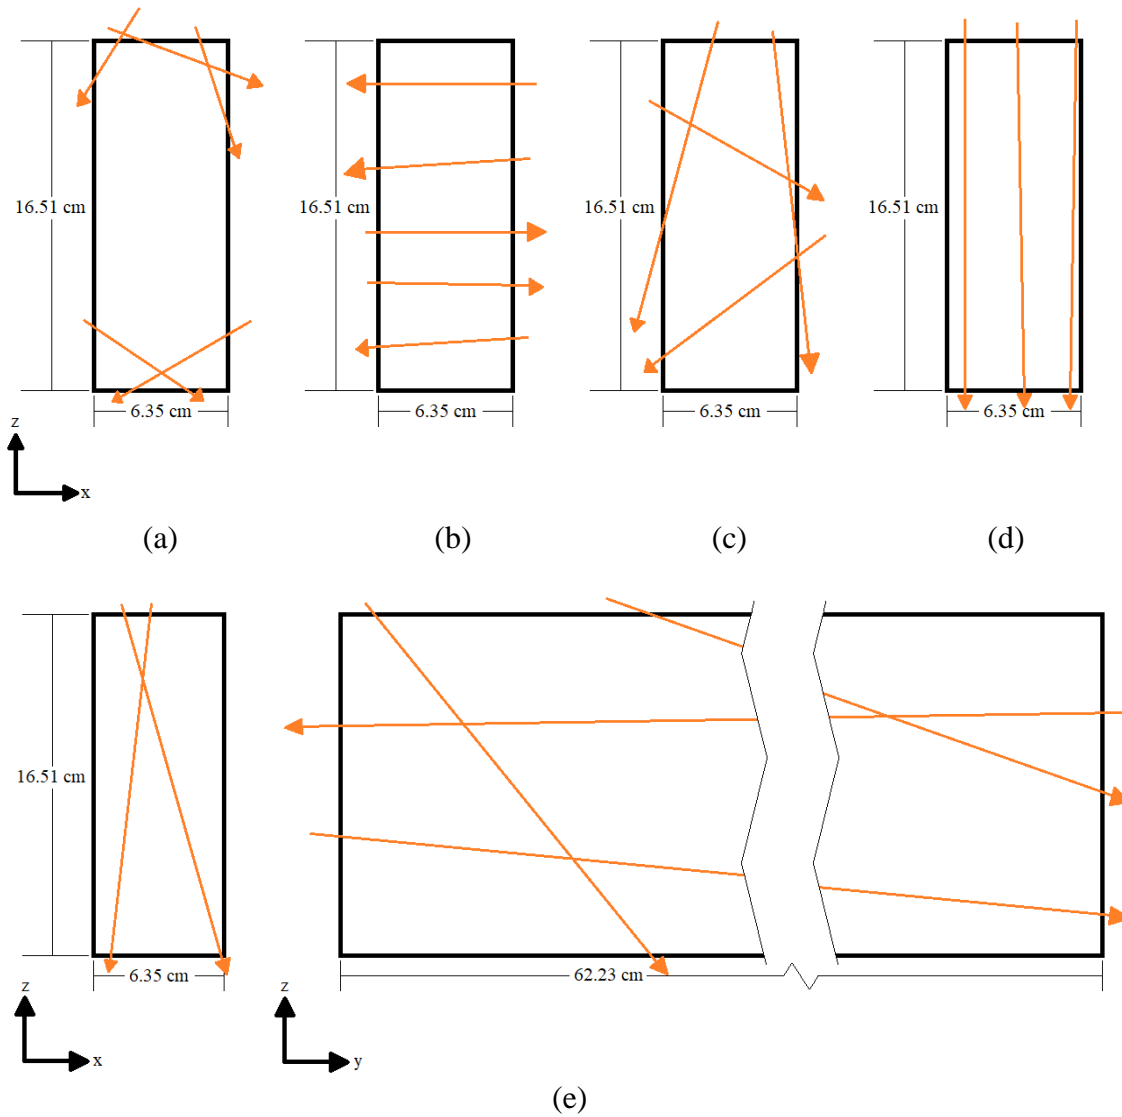 16.51 cm 16.51 cm 16.51 cm 16.51 cm
6.35 cm 6.35 cm 6.35 cm 6.35 cm
z
x
(a) (b) (c) (d)
16.51 cm
6.35 cm 62.23 cm
z z
x y
(e)